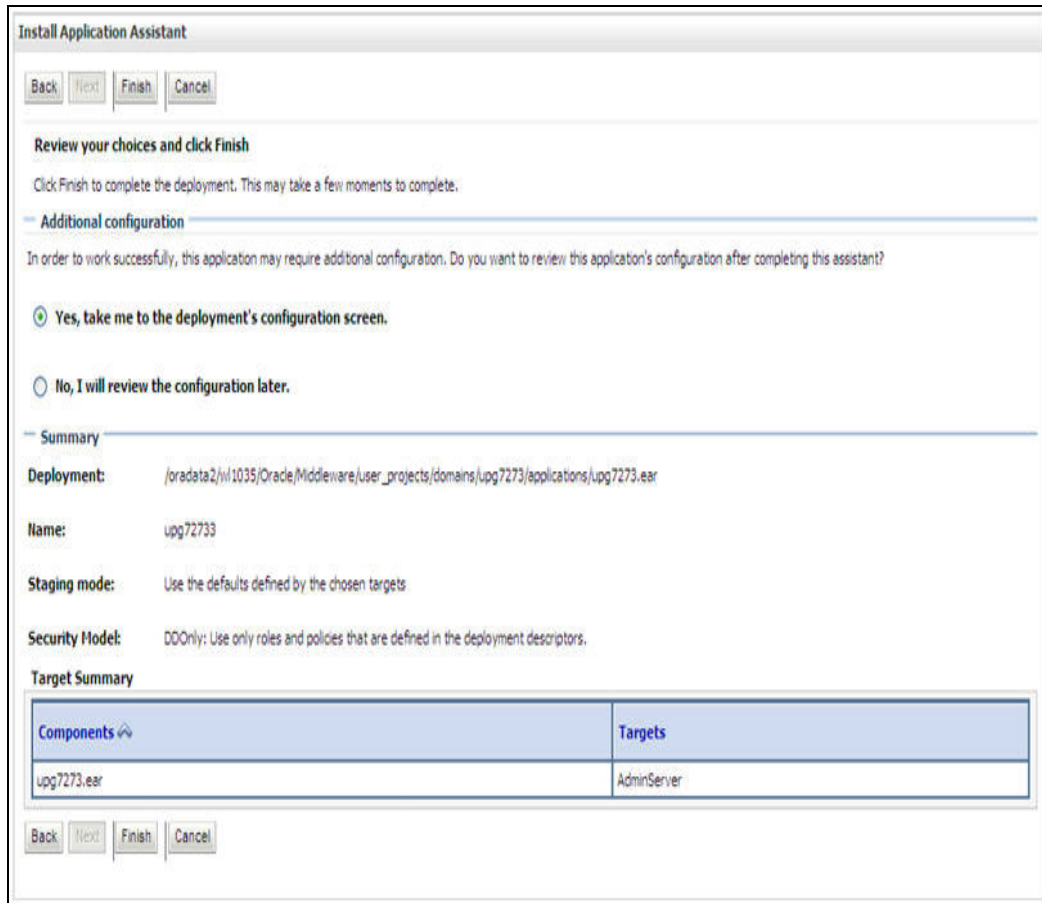 Install Application Assistant
Back Next Finish Cancel
Review your choices and click Finish
Click Finish to complete the deployment. This may take a few moments to complete.
Additional configuration
In order to work successfully, this application may require additional configuration. Do you want to review this application's configuration after completing this assistant?
Yes, take me to the deployment's configuration screen.
No, I will review the configuration later.
Summary
Deployment: /oradata2/wl1035/Oracle/Middleware/user_projects/domains/upg7273/applications/upg7273.ear
Name: upg72733
Staging mode: Use the defaults defined by the chosen targets
Security Model: DDOnly: Use only roles and policies that are defined in the deployment descriptors.
Target Summary
Components Targets
upg7273.ear AdminServer
Back Next Finish Cancel